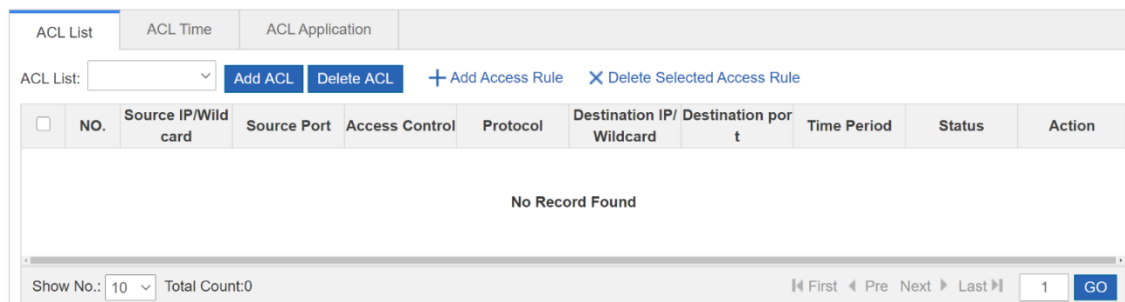 ACL List ACL Time ACL Application
ACL List: Add ACL Delete ACL Add Access Rule Delete Selected Access Rule
NO. Source IP/Wild
card Source Port Access Control Protocol Destination IP/
Wildcard Destination por
t Time Period Status Action
No Record Found
Show No.: 10 Total Count:0 First Pre Next Last 1 GO